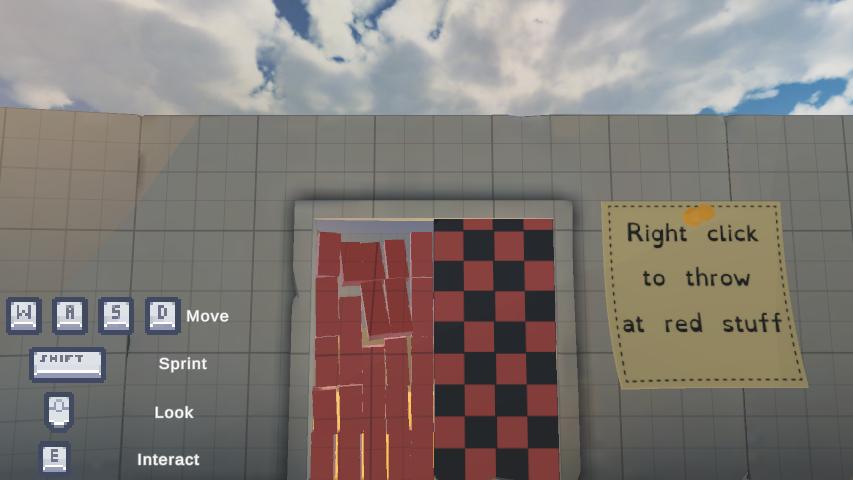 Right click
to throw
at red stuff
W A S D Move
SHIFT Sprint
Look
E Interact